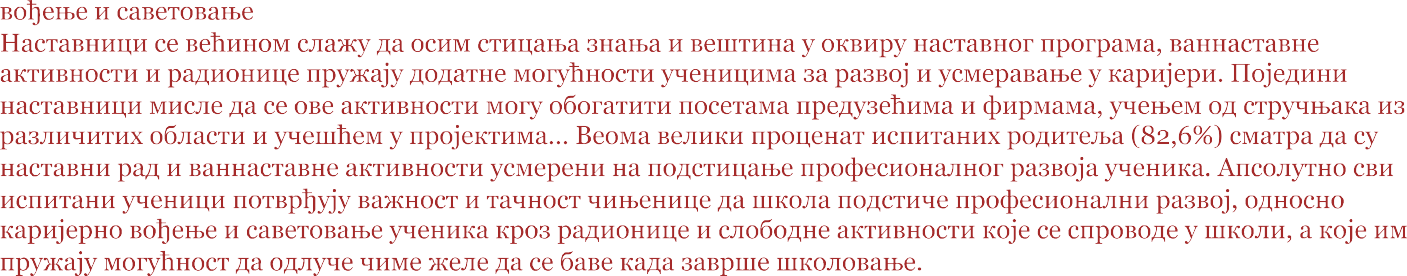 вођење и саветовање
Наставници се већином слажу да осим стицања знања и вештина у оквиру наставног програма, ваннаставне
активности и радионице пружају додатне могућности ученицима за развој и усмеравање у каријери. Поједини
наставници мисле да се ове активности могу обогатити посетама предузећима и фирмама, учењем од стручњака из
различитих области и учешћем у пројектима... Веома велики проценат испитаних родитеља (82,6%) сматра да су
наставни рад и ваннаставне активности усмерени на подстицање професионалног развоја ученика. Апсолутно сви
испитани ученици потврђују важност и тачност чињенице да школа подстиче професионални развој, односно
каријерно вођење и саветовање ученика кроз радионице и слободне активности које се спроводе у школи, а које им
пружају могућност да одлуче чиме желе да се баве када заврше школовање.